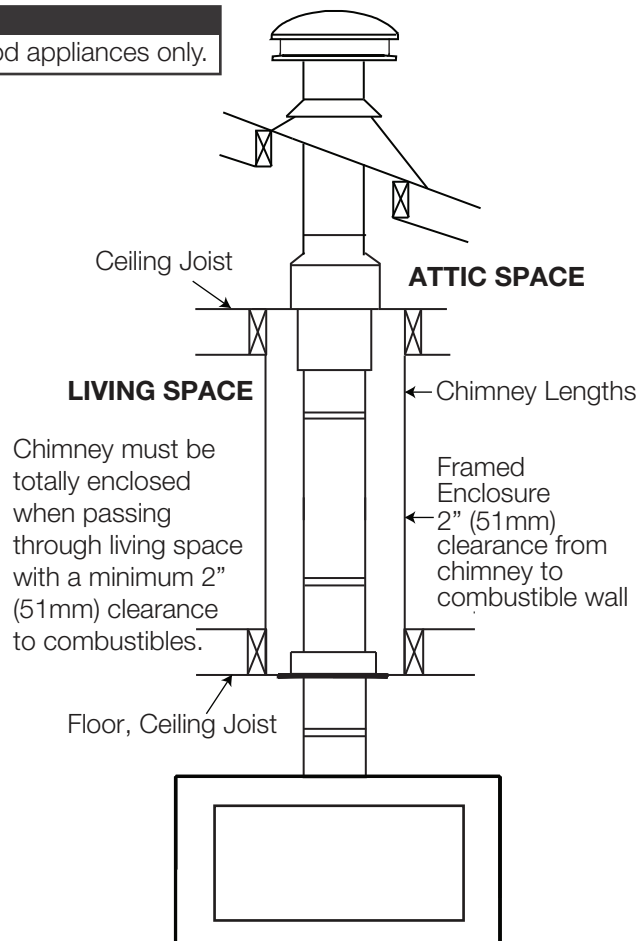 appliances only.
Ceiling Joist
ATTIC SPACE
LIVING SPACE
Chimney Lengths
Chimney must be
totally enclosed
when passing
through living space
with a minimum 2”
(51mm) clearance
to combustibles.
Framed
Enclosure
2” (51mm)
clearance from
chimney to
combustible wall
Floor, Ceiling Joist